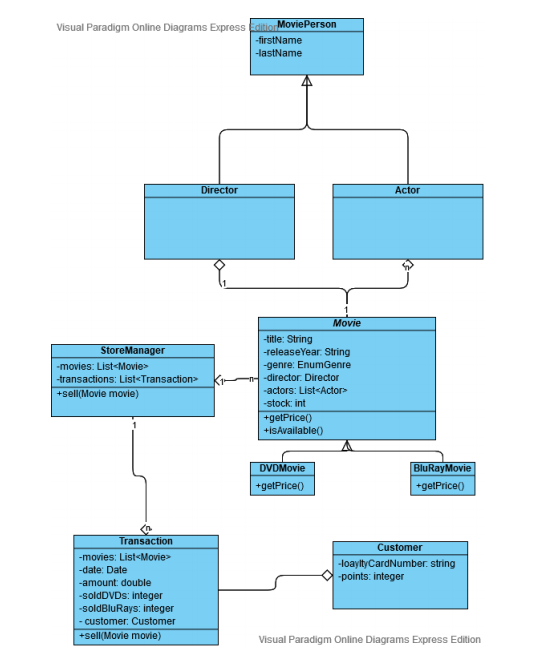 Visual Paradigm Online Diagrams Express Edition
MoviePerson
-firstName
-lastName
Director
Actor
1
n
1
Movie
-title: String
-releaseYear: String
-genre: EnumGenre
-director: Director
-actors: List<Actor>
-stock: int
+getPrice()
+isAvailable()
StoreManager
-movies: List<Movie>
-transactions: List<Transaction>
+sell(Movie movie)
1
n
DVDMovie
+getPrice()
BluRayMovie
+getPrice()
1
n
Transaction
-movies: List<Movie>
-date: Date
-amount: double
-soldDVDs: integer
-soldBluRays: integer
- customer: Customer
+sell(Movie movie)
Customer
-loayltyCardNumber: string
-points: integer
Visual Paradigm Online Diagrams Express Edition